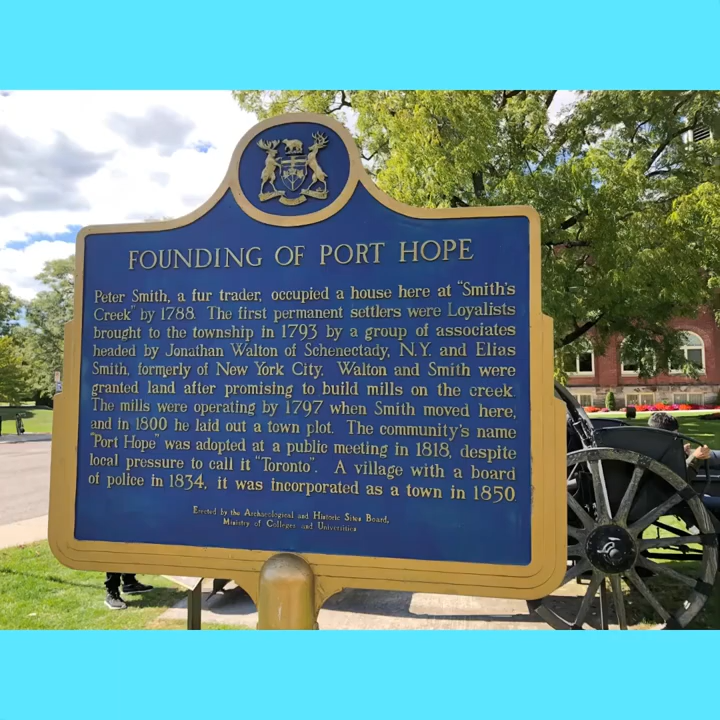 FOUNDING OF PORT HOPE
Peter Smith, a fur trader, occupied a house here at "Smith's
Creek" by 1788. The first permanent settlers were Loyalists
brought to the township in 1793 by a group of associates
headed by Jonathan Walton of Schenectady, N.Y. and Elias
Smith, formerly of New York City. Walton and Smith were
granted land after promising to build mills on the creek.
The mills were operating by 1797 when Smith moved here,
and in 1800 he laid out a town plot. The community's name
"Port Hope" was adopted at a public meeting in 1818, despite
local pressure to call it "Toronto". A village with a board
of police in 1834, it was incorporated as a town in 1850
Erected by the Archaeological and Historic Sites Board,
Ministry of Colleges and Universities